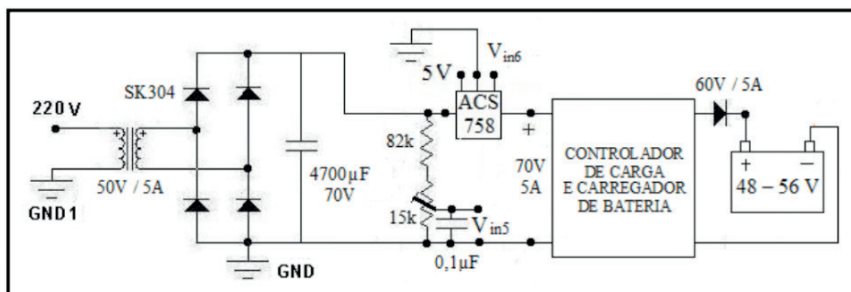 220 V
GND1
50V / 5A
SK304
4700µF
70V
GND
82k
15k
0,1µF
Vin5
5V
Vin6
ACS
758
+
70V
5A
CONTROLADOR
DE CARGA
E CARREGADOR
DE BATERIA
60V / 5A
+ −
48 – 56 V